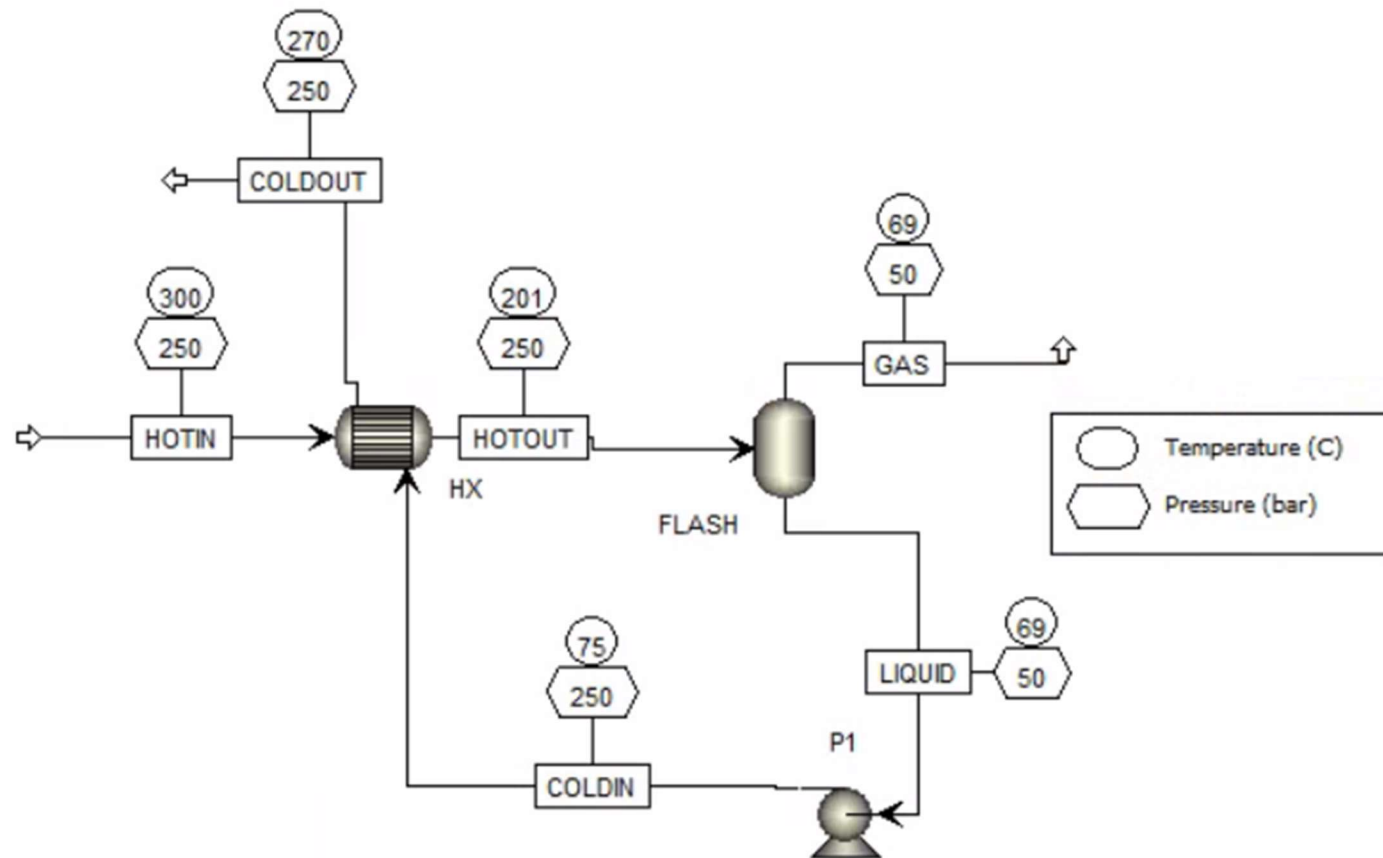 270
250
COLDOUT
69
50
GAS
300
250
HOTIN
201
250
HOTOUT
HX
FLASH
Temperature (C)
Pressure (bar)
75
250
COLDIN
69
50
LIQUID
P1